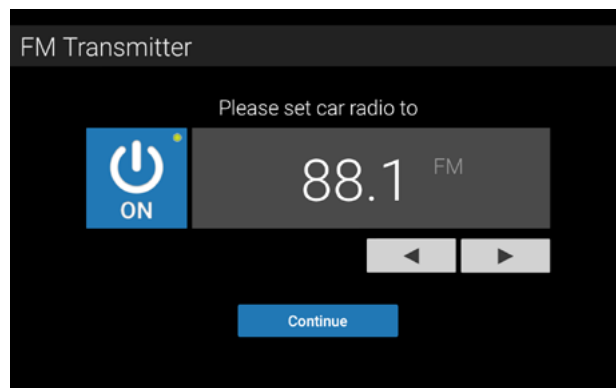 FM Transmitter
Please set car radio to
ON
88.1 FM
Continue